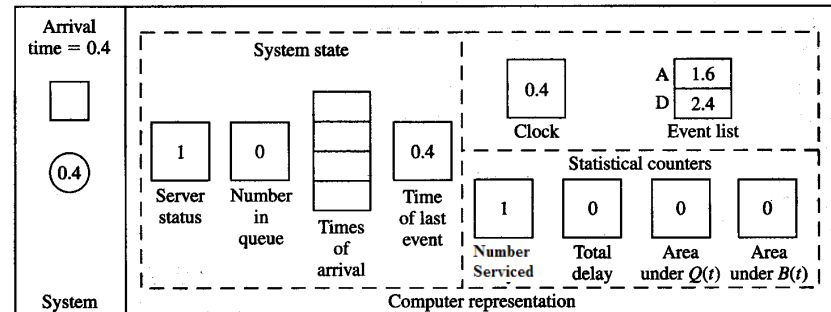 Arrival
time = 0.4
0.4
System
System state
1
Server
status
0
Number
in
queue
Times
of
arrival
0.4
Time
of last
event
0.4
Clock
A 1.6
D 2.4
Event list
Statistical counters
1
Number
Serviced
0
Total
delay
0
Area
under Q(t)
0
Area
under B(t)
Computer representation